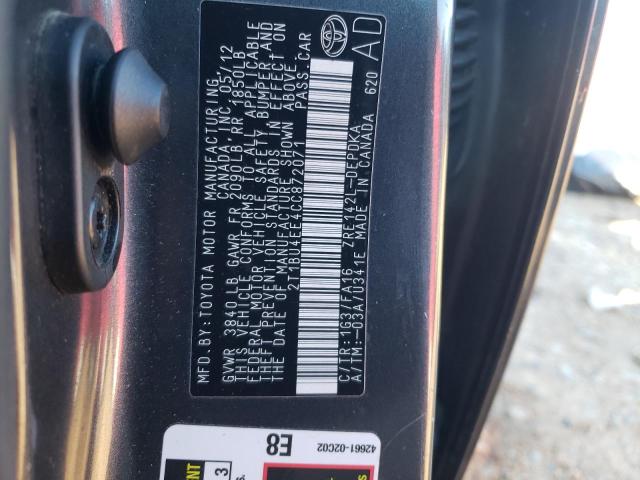 MFD.BY:TOYOTA MOTOR MANUFACTURING
CANADA,INC. 05/12
GVWR 3840 LB GAWR FR 2090LB RR 1850LB
THIS VEHICLE CONFORMS TO ALL APPLICABLE
FEDERAL MOTOR VEHICLE SAFETY, BUMPER AND
THEFT PREVENTION STANDARDS IN EFFECT ON
THE DATE OF MANUFACTURE SHOWN ABOVE.
2T1BU4EE4CC872071 PASS.CAR
C/TR:1G3/FA16 ZRE142L-DEPDKA
A/TM:-03A/U341E MADE IN CANADA
620
AD
E8
42661-02C02
3